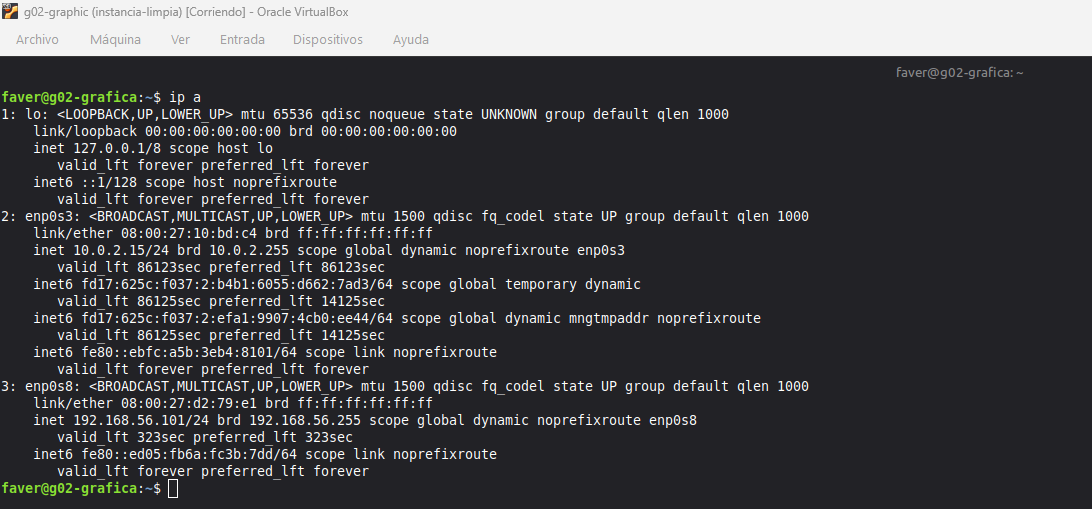 g02-graphic (instancia-limpia) [Corriendo] - Oracle VirtualBox
Archivo Máquina Ver Entrada Dispositivos Ayuda
faver@g02-grafica: ~
faver@g02-grafica:~$ ip a
1: lo: <LOOPBACK,UP,LOWER_UP> mtu 65536 qdisc noqueue state UNKNOWN group default qlen 1000
    link/loopback 00:00:00:00:00:00 brd 00:00:00:00:00:00
    inet 127.0.0.1/8 scope host lo
       valid_lft forever preferred_lft forever
    inet6 ::1/128 scope host noprefixroute
       valid_lft forever preferred_lft forever
2: enp0s3: <BROADCAST,MULTICAST,UP,LOWER_UP> mtu 1500 qdisc fq_codel state UP group default qlen 1000
    link/ether 08:00:27:10:bd:c4 brd ff:ff:ff:ff:ff:ff
    inet 10.0.2.15/24 brd 10.0.2.255 scope global dynamic noprefixroute enp0s3
       valid_lft 86123sec preferred_lft 86123sec
    inet6 fd17:625c:f037:2:b4b1:6055:d662:7ad3/64 scope global temporary dynamic
       valid_lft 86125sec preferred_lft 14125sec
    inet6 fd17:625c:f037:2:efa1:9907:4cb0:ee44/64 scope global dynamic mngtmpaddr noprefixroute
       valid_lft 86125sec preferred_lft 14125sec
    inet6 fe80::ebfc:a5b:3eb4:8101/64 scope link noprefixroute
       valid_lft forever preferred_lft forever
3: enp0s8: <BROADCAST,MULTICAST,UP,LOWER_UP> mtu 1500 qdisc fq_codel state UP group default qlen 1000
    link/ether 08:00:27:d2:79:e1 brd ff:ff:ff:ff:ff:ff
    inet 192.168.56.101/24 brd 192.168.56.255 scope global dynamic noprefixroute enp0s8
       valid_lft 323sec preferred_lft 323sec
    inet6 fe80::ed05:fb6a:fc3b:7dd/64 scope link noprefixroute
       valid_lft forever preferred_lft forever
faver@g02-grafica:~$